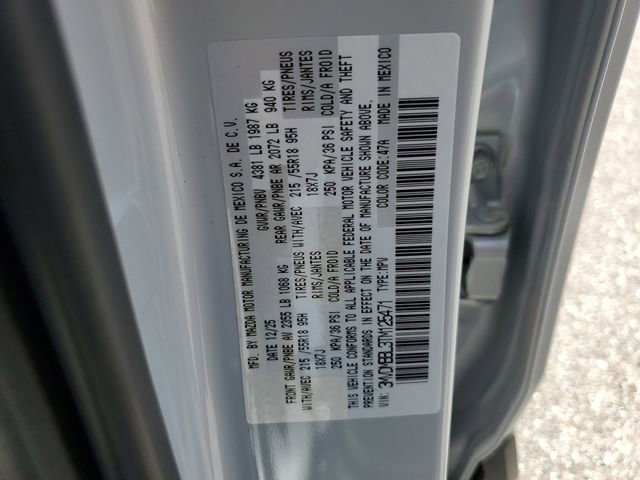 MFD. BY MAZDA MOTOR MANUFACTURING DE MEXICO S.A. DE C.V.
DATE 12/25 GVWR/PNBV 4381 LB 1987 KG
FRONT GAWR/PNBE AV 2355 LB 1068 KG REAR GAWR/PNBE AR 2072 LB 940 KG
WITH/AVEC 215 /55R18 95H TIRES/PNEUS WITH/AVEC 215 /55R18 95H TIRES/PNEUS
18X7J RIMS/JANTES 18X7J RIMS/JANTES
250 KPA/36 PSI COLD/A FROID 250 KPA/36 PSI COLD/A FROID
THIS VEHICLE CONFORMS TO ALL APPLICABLE FEDERAL MOTOR VEHICLE SAFETY AND THEFT
PREVENTION STANDARDS IN EFFECT ON THE DATE OF MANUFACTURE SHOWN ABOVE.
VIN: TYPE:MPV COLOR CODE:47A MADE IN MEXICO